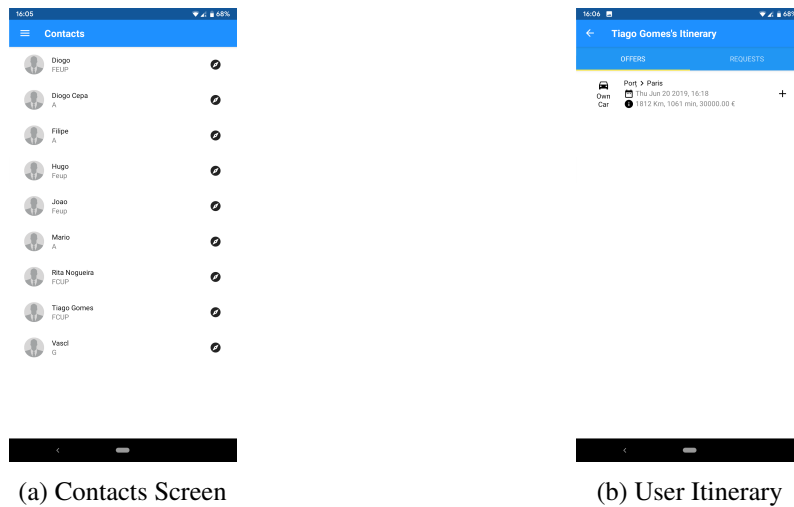 16:05
68%
Contacts
Diogo
FEUP
Diogo Cepa
A
Filipe
A
Hugo
Feup
Joao
Feup
Mario
A
Rita Nogueira
FCUP
Tiago Gomes
FCUP
Vascl
G
(a) Contacts Screen
16:06
68%
Tiago Gomes's Itinerary
OFFERS REQUESTS
Porţ > Paris
Own Thu Jun 20 2019, 16:18 +
Car 1812 Km, 1061 min, 30000.00 €
(b) User Itinerary